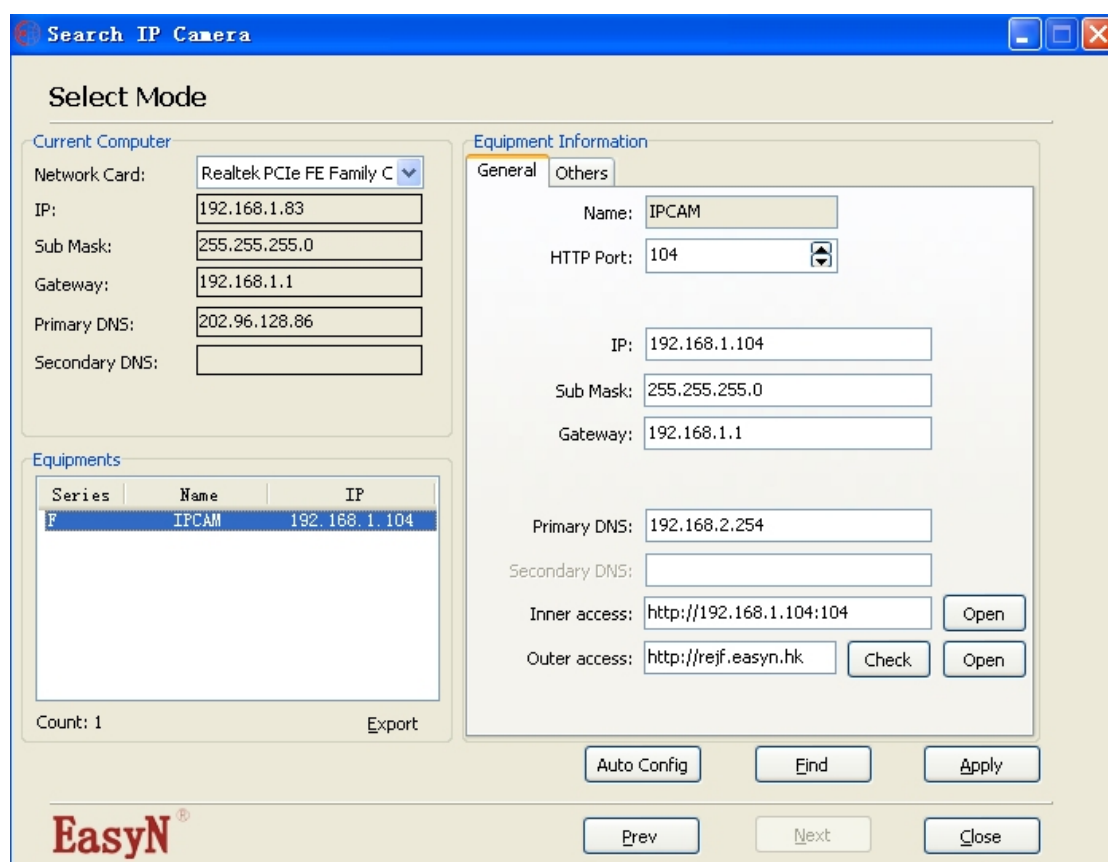 Search IP Camera
Select Mode
Current Computer
Network Card: Realtek PCIe FE Family C
IP: 192.168.1.83
Sub Mask: 255.255.255.0
Gateway: 192.168.1.1
Primary DNS: 202.96.128.86
Secondary DNS:
Equipments
Series Name IP
F IPCAM 192.168.1.104
Count: 1 Export
Equipment Information
General Others
Name: IPCAM
HTTP Port: 104
IP: 192.168.1.104
Sub Mask: 255.255.255.0
Gateway: 192.168.1.1
Primary DNS: 192.168.2.254
Secondary DNS:
Inner access: http://192.168.1.104:104 Open
Outer access: http://rejf.easyn.hk Check Open
Auto Config Find Apply
EasyN® Prev Next Close